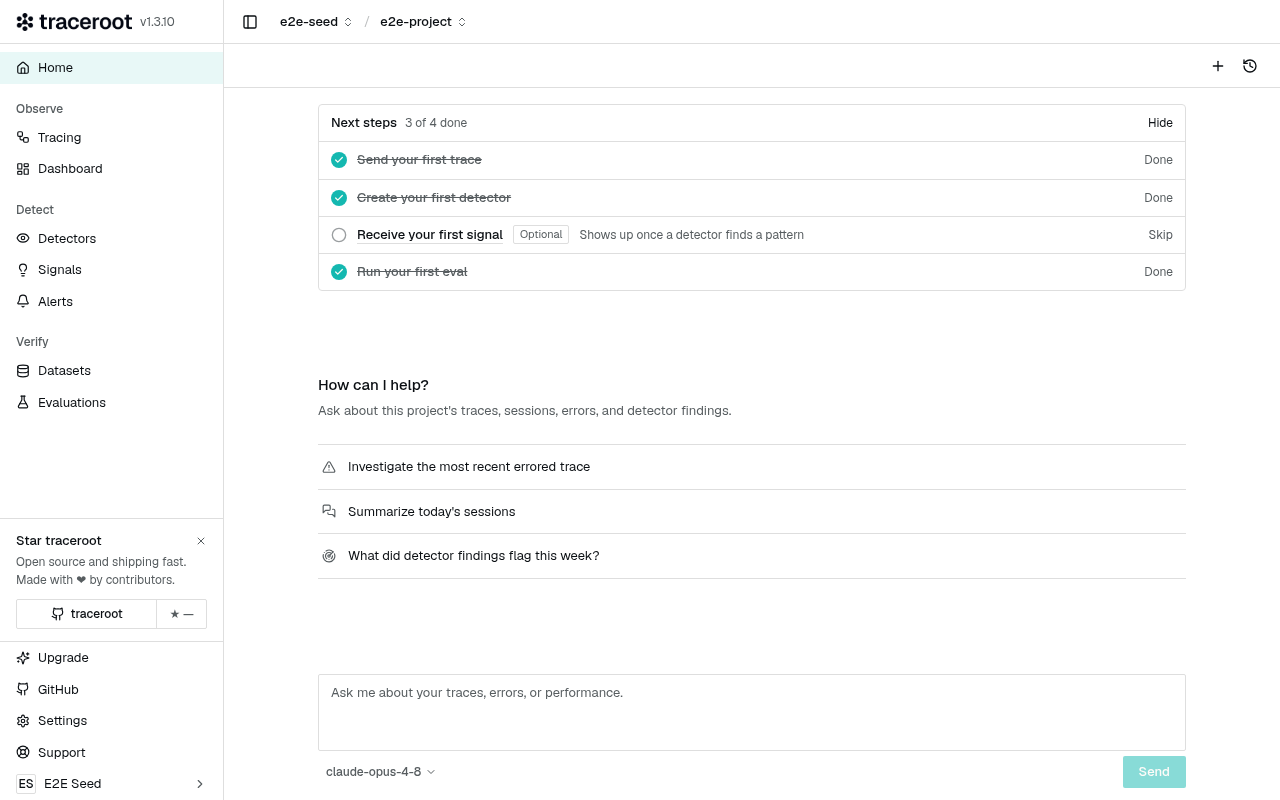 traceroot v1.3.10
e2e-seed / e2e-project
Home
Observe
Tracing
Dashboard
Detect
Detectors
Signals
Alerts
Verify
Datasets
Evaluations
Star traceroot
Open source and shipping fast.
Made with ❤ by contributors.
traceroot ★ —
Upgrade
GitHub
Settings
Support
ES E2E Seed
Next steps 3 of 4 done Hide
Send your first trace Done
Create your first detector Done
Receive your first signal Optional Shows up once a detector finds a pattern Skip
Run your first eval Done
How can I help?
Ask about this project's traces, sessions, errors, and detector findings.
Investigate the most recent errored trace
Summarize today's sessions
What did detector findings flag this week?
Ask me about your traces, errors, or performance.
claude-opus-4-8 Send